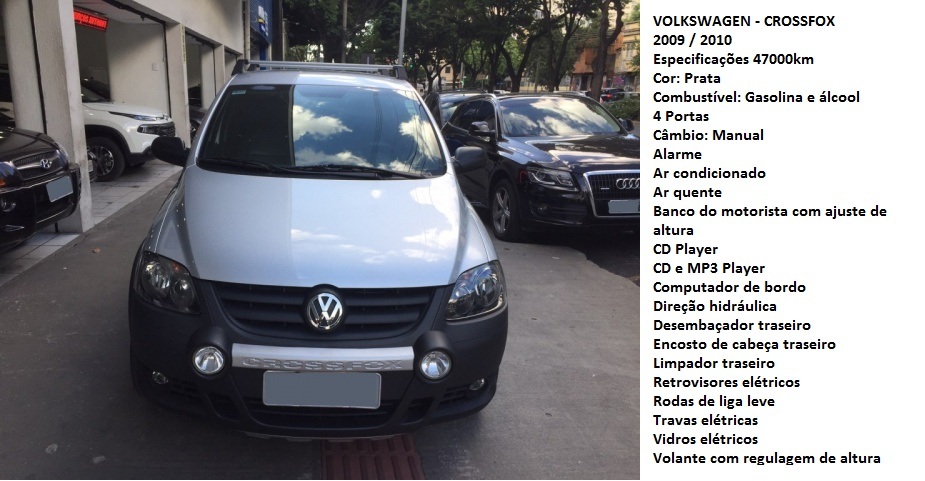 VOLKSWAGEN - CROSSFOX
2009 / 2010
Especificações 47000km
Cor: Prata
Combustível: Gasolina e álcool
4 Portas
Câmbio: Manual
Alarme
Ar condicionado
Ar quente
Banco do motorista com ajuste de
altura
CD Player
CD e MP3 Player
Computador de bordo
Direção hidráulica
Desembaçador traseiro
Encosto de cabeça traseiro
Limpador traseiro
Retrovisores elétricos
Rodas de liga leve
Travas elétricas
Vidros elétricos
Volante com regulagem de altura
CROSSFOX